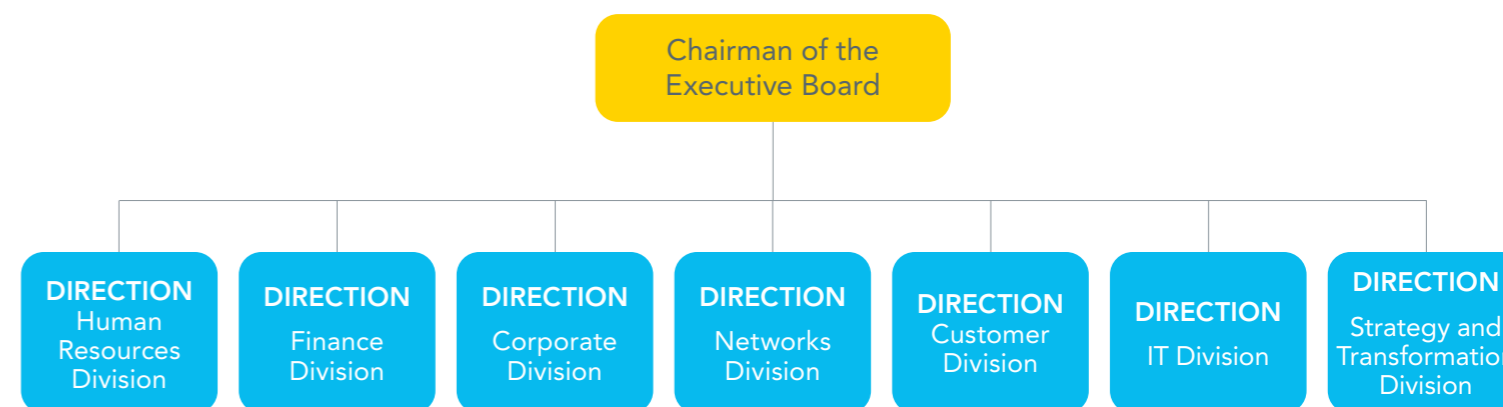 Chairman of the
Executive Board
DIRECTION
Human
Resources
Division
DIRECTION
Finance
Division
DIRECTION
Corporate
Division
DIRECTION
Networks
Division
DIRECTION
Customer
Division
DIRECTION
IT Division
DIRECTION
Strategy and
Transformation
Division